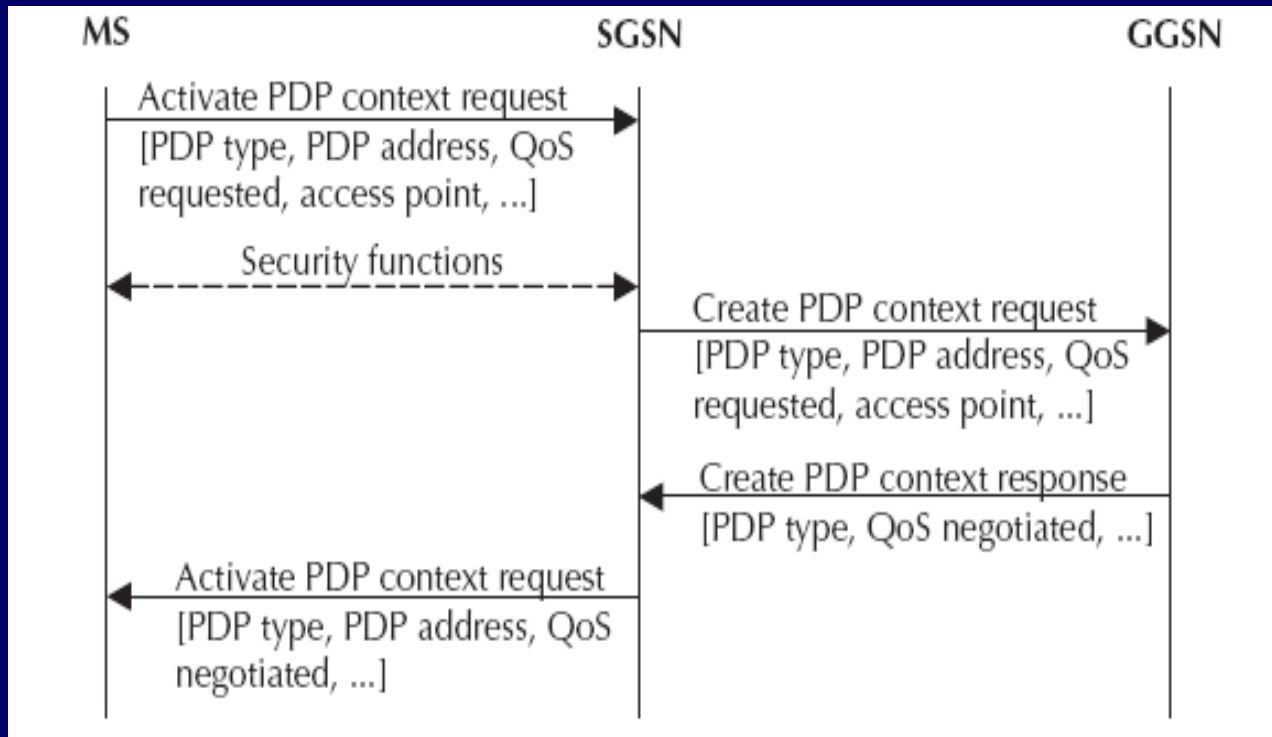 MS SGSN GGSN
Activate PDP context request
[PDP type, PDP address, QoS
requested, access point, ...]
Security functions
Create PDP context request
[PDP type, PDP address, QoS
requested, access point, ...]
Create PDP context response
[PDP type, QoS negotiated, ...]
Activate PDP context request
[PDP type, PDP address, QoS
negotiated, ...]